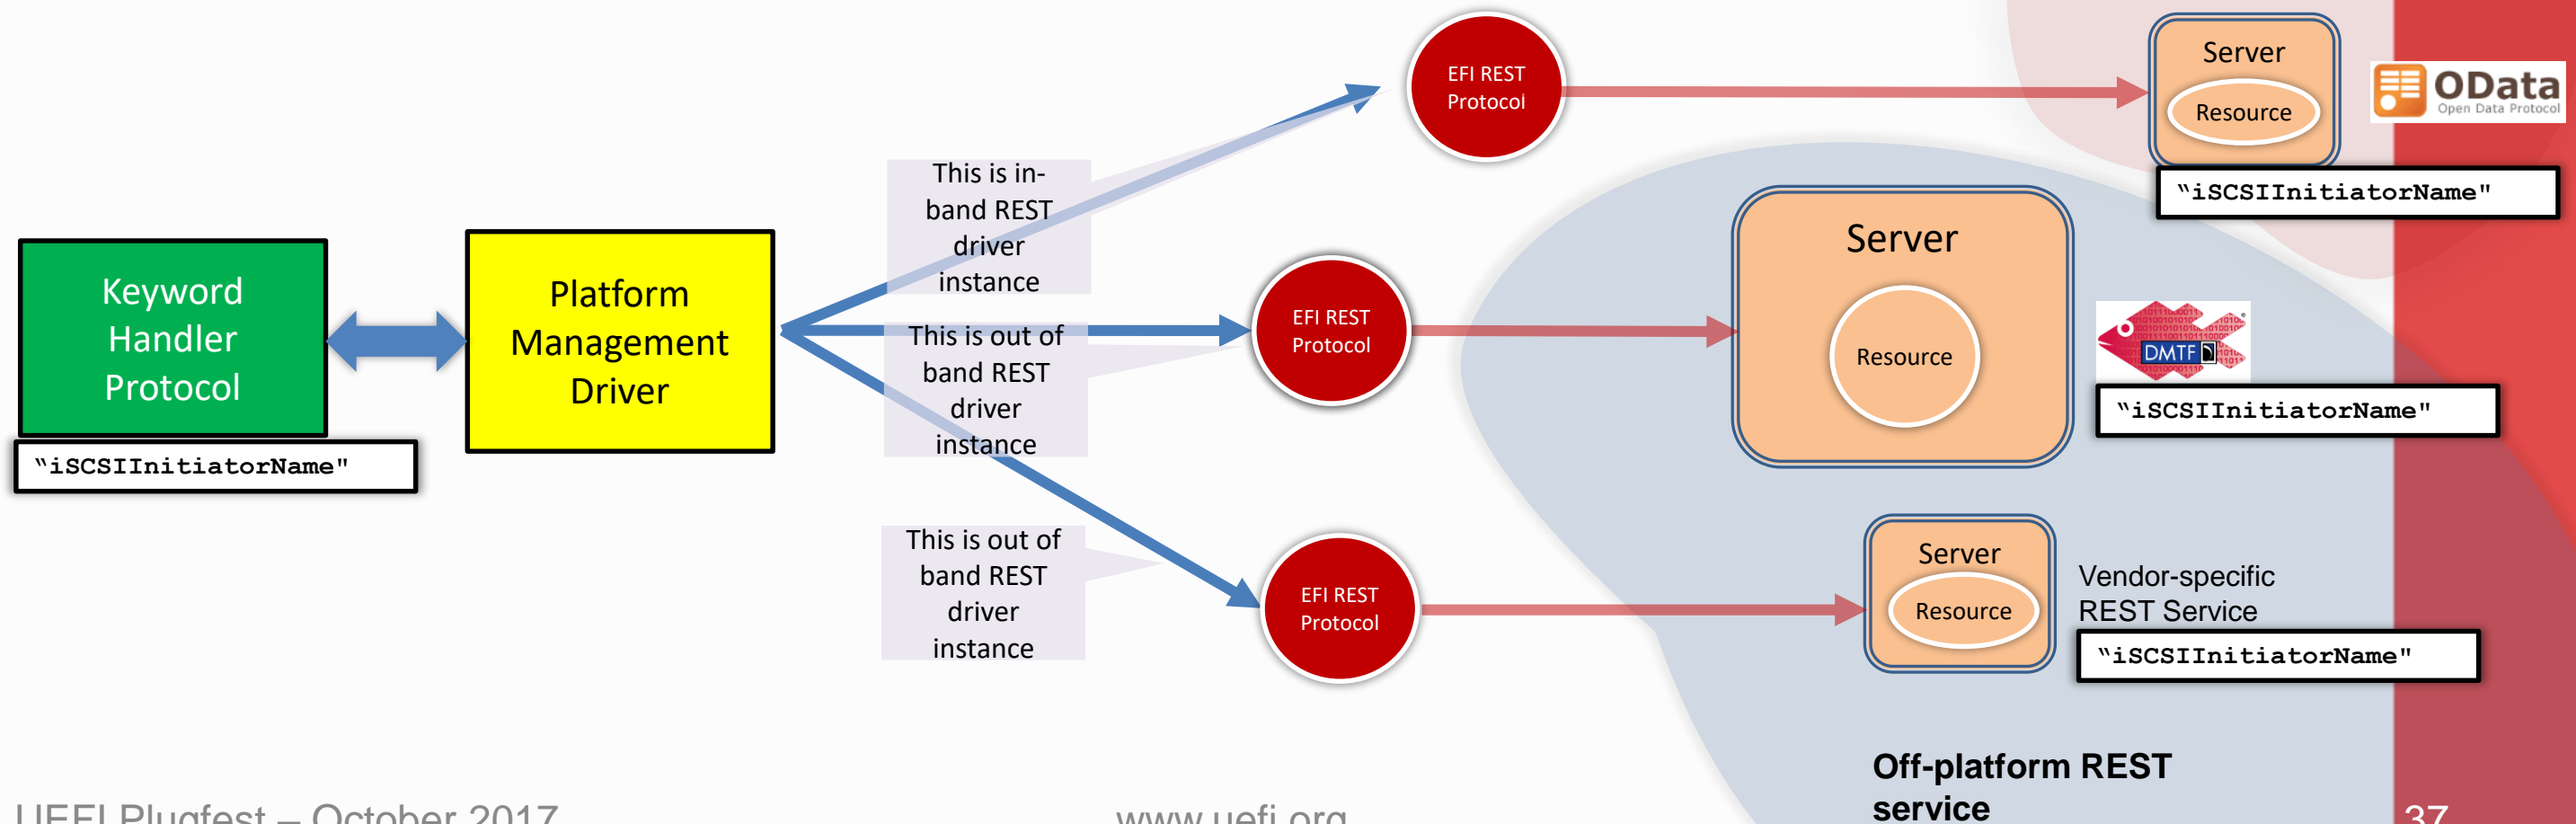 Keyword
Handler
Protocol
“iSCSIInitiatorName"
Platform
Management
Driver
This is in-
band REST
driver
instance
This is out of
band REST
driver
instance
This is out of
band REST
driver
instance
EFI REST
Protocol
EFI REST
Protocol
EFI REST
Protocol
Server
Resource
OData
Open Data Protocol
“iSCSIInitiatorName"
Server
Resource
DMTF
“iSCSIInitiatorName"
Server
Resource
Vendor-specific
REST Service
“iSCSIInitiatorName"
Off-platform REST
service
UEFI Plugfest – October 2017
www.uefi.org
37